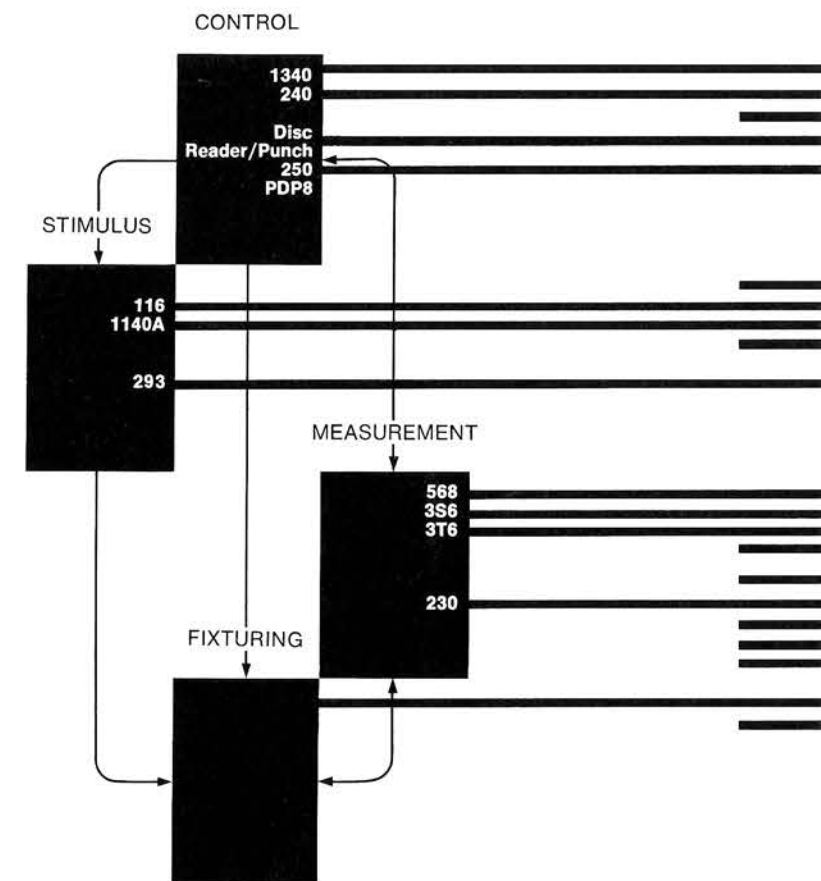 CONTROL
1340
240
Disc
Reader/Punch
250
PDP8
STIMULUS
116
1140A
293
MEASUREMENT
568
3S6
3T6
230
FIXTURING